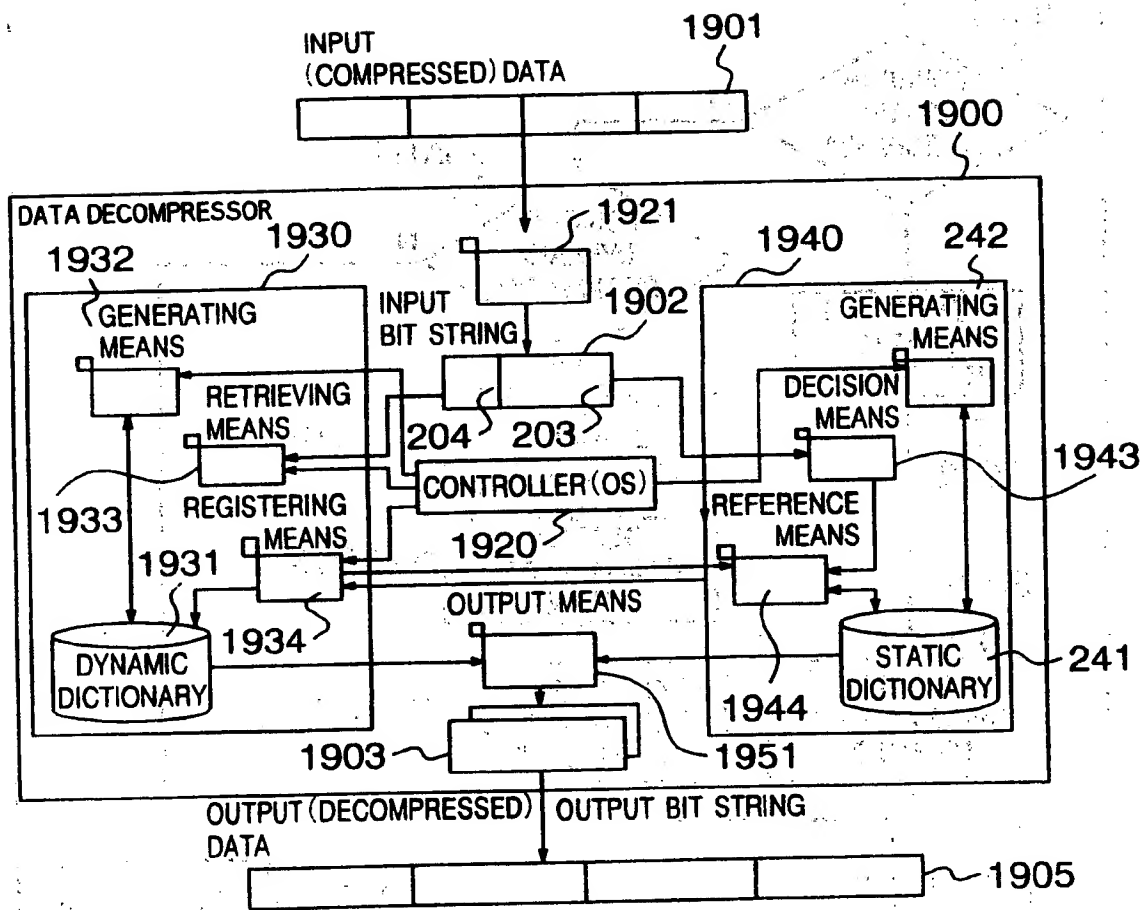 INPUT
(COMPRESSED) DATA
1901
1900
DATA DECOMPRESSOR
1930
1921
1940
242
1932
GENERATING
MEANS
INPUT
BIT STRING
1902
GENERATING
MEANS
RETRIEVING
MEANS
204
203
DECISION
MEANS
1943
1933
CONTROLLER (OS)
REGISTERING
MEANS
1920
REFERENCE
MEANS
1931
1934
OUTPUT MEANS
DYNAMIC
DICTIONARY
STATIC
DICTIONARY
241
1944
1903
1951
OUTPUT (DECOMPRESSED)
DATA
OUTPUT BIT STRING
1905